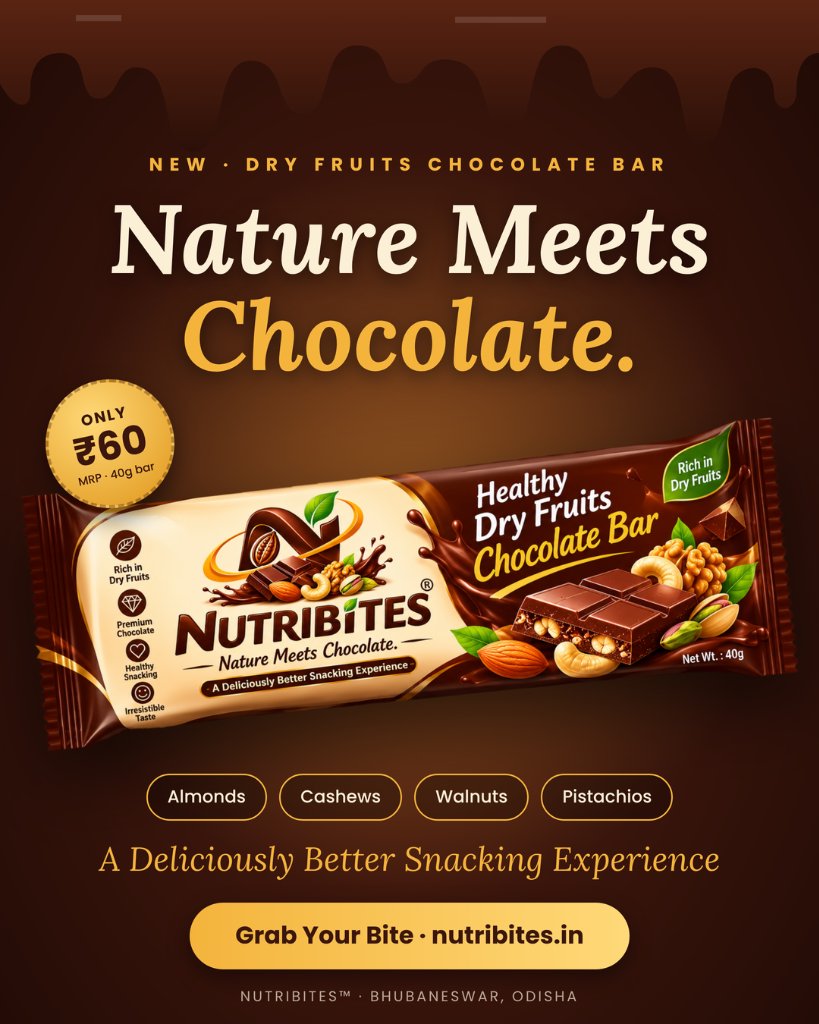 NEW · DRY FRUITS CHOCOLATE BAR
Nature Meets
Chocolate.
ONLY
₹60
MRP · 40g bar
Rich in
Dry Fruits
Premium
Chocolate
Healthy
Snacking
Irresistible
Taste
NUTRIBITES®
Nature Meets Chocolate.
A Deliciously Better Snacking Experience
Healthy
Dry Fruits
Chocolate Bar
Rich in
Dry Fruits
Net Wt. : 40g
Almonds
Cashews
Walnuts
Pistachios
A Deliciously Better Snacking Experience
Grab Your Bite · nutribites.in
NUTRIBITES™ · BHUBANESWAR, ODISHA